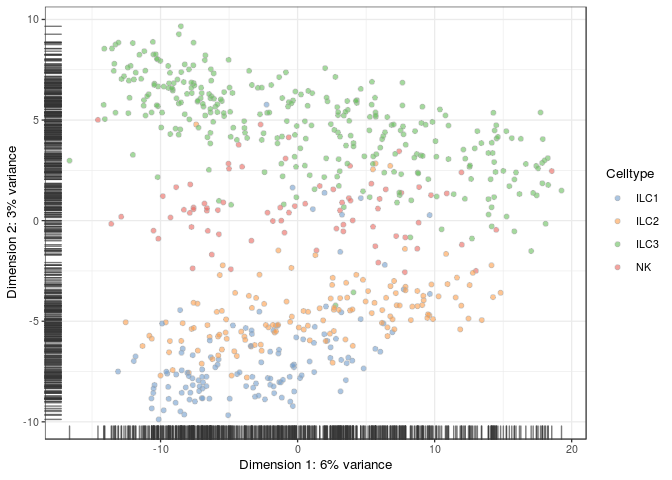 10
5
0
-5
-10
Dimension 2: 3% variance
-10
0
10
20
Dimension 1: 6% variance
Celltype
ILC1
ILC2
ILC3
NK